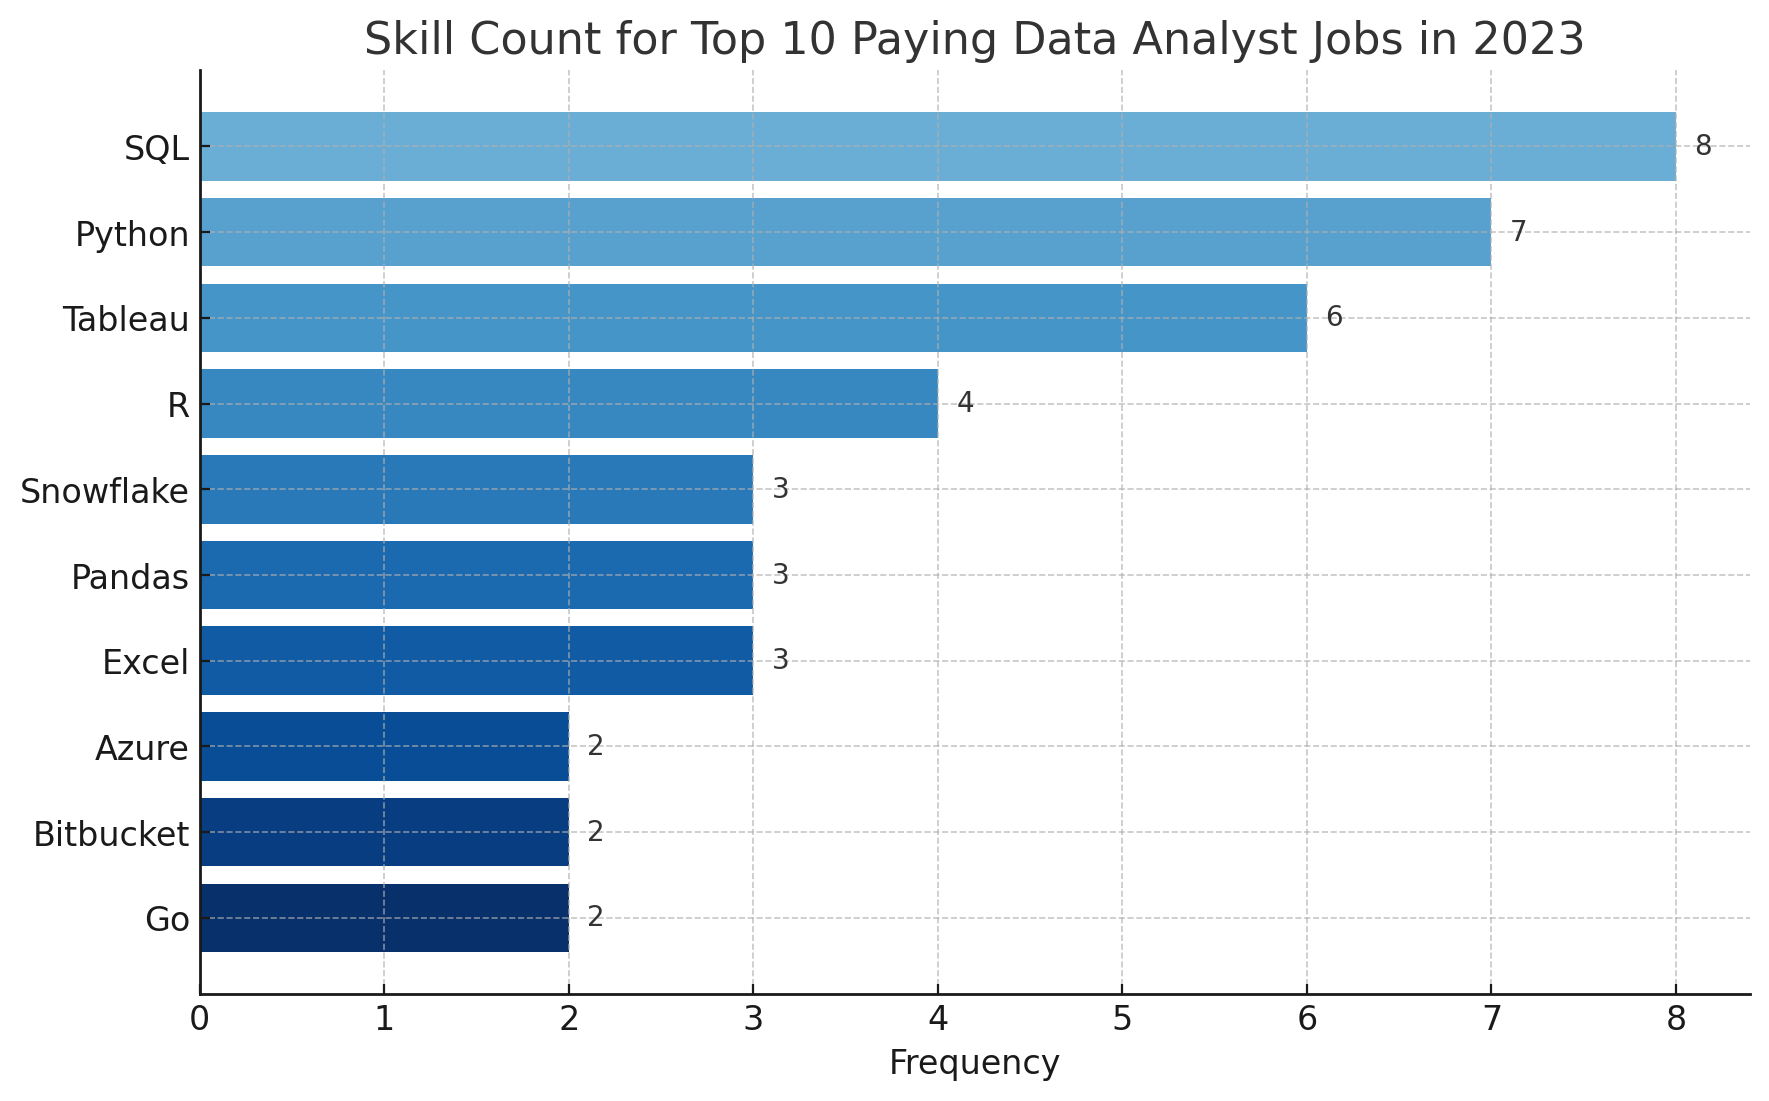 Skill Count for Top 10 Paying Data Analyst Jobs in 2023
SQL 8
Python 7
Tableau 6
R 4
Snowflake 3
Pandas 3
Excel 3
Azure 2
Bitbucket 2
Go 2
0 1 2 3 4 5 6 7 8
Frequency